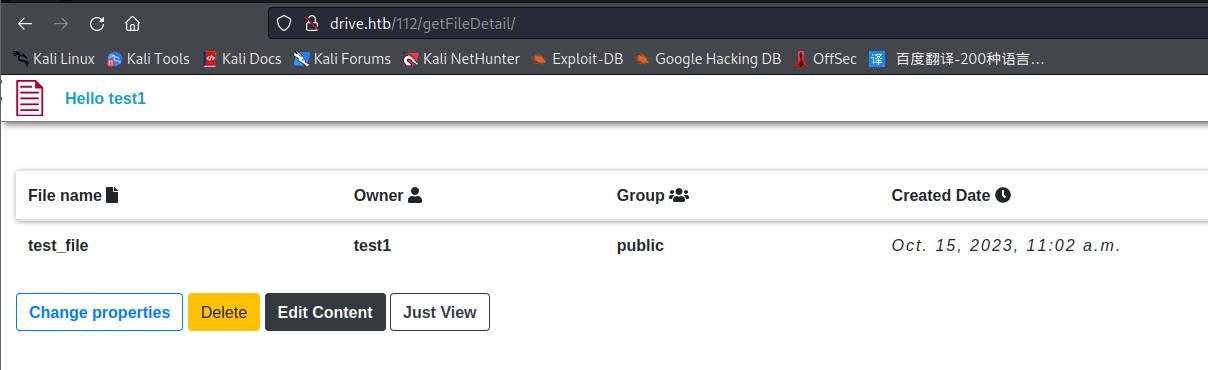 drive.htb/112/getFileDetail/
Kali Linux Kali Tools Kali Docs Kali Forums Kali NetHunter Exploit-DB Google Hacking DB OffSec 译 百度翻译-200种语言...
Hello test1
File name Owner Group Created Date
test_file test1 public Oct. 15, 2023, 11:02 a.m.
Change properties Delete Edit Content Just View